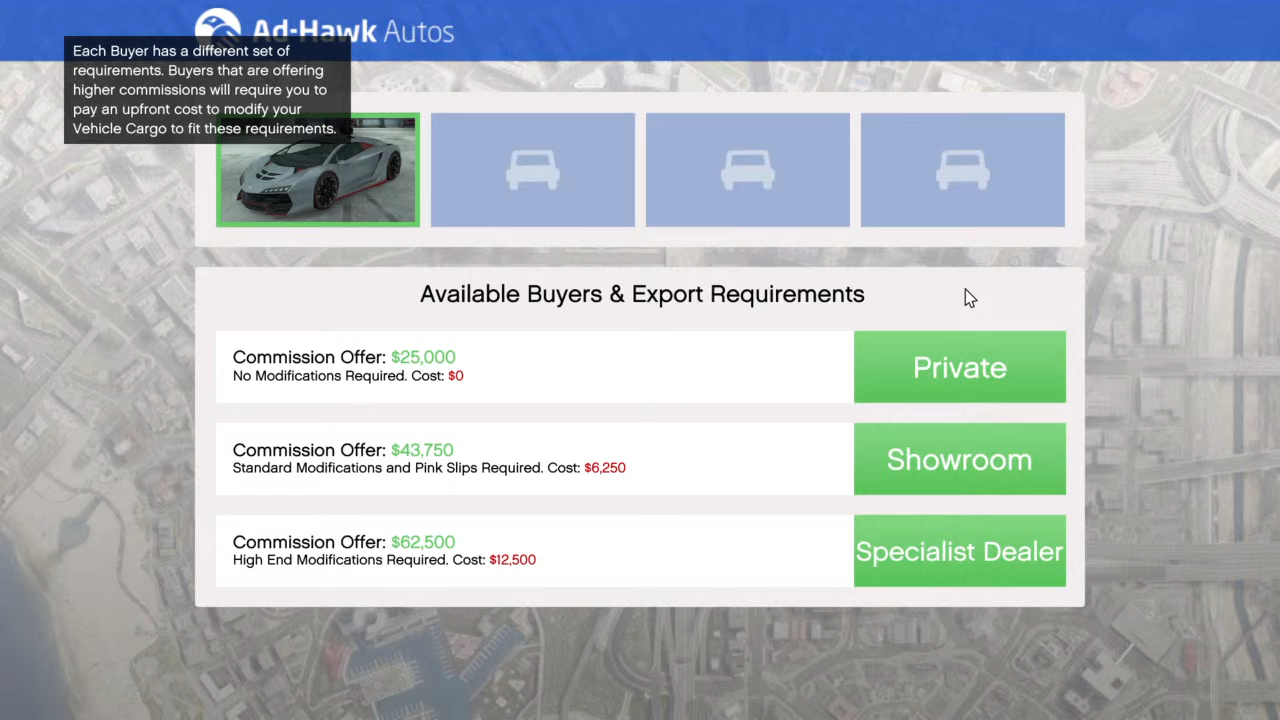 Ad-Hawk Autos
Each Buyer has a different set of
requirements. Buyers that are offering
higher commissions will require you to
pay an upfront cost to modify your
Vehicle Cargo to fit these requirements.
Available Buyers & Export Requirements
Commission Offer: $25,000
No Modifications Required. Cost: $0
Private
Commission Offer: $43,750
Standard Modifications and Pink Slips Required. Cost: $6,250
Showroom
Commission Offer: $62,500
High End Modifications Required. Cost: $12,500
Specialist Dealer